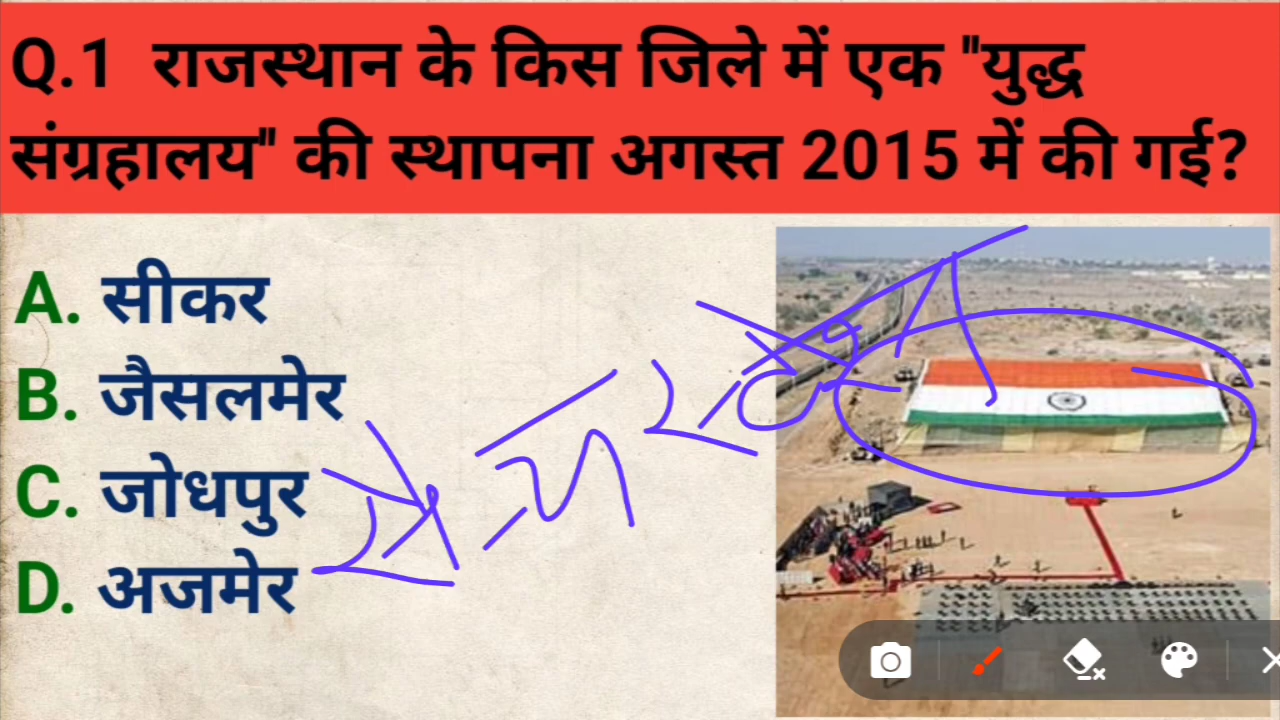 Q.1 राजस्थान के किस जिले में एक "युद्ध
संग्रहालय" की स्थापना अगस्त 2015 में की गई?
A. सीकर
B. जैसलमेर
C. जोधपुर
D. अजमेर